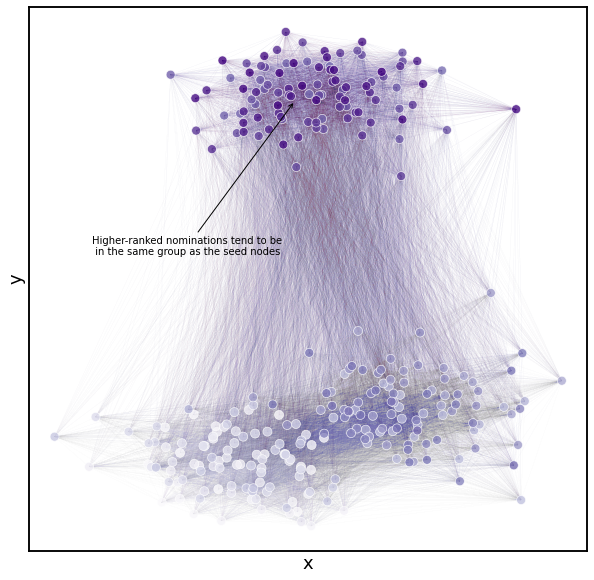 Higher-ranked nominations tend to be
in the same group as the seed nodes
y
x